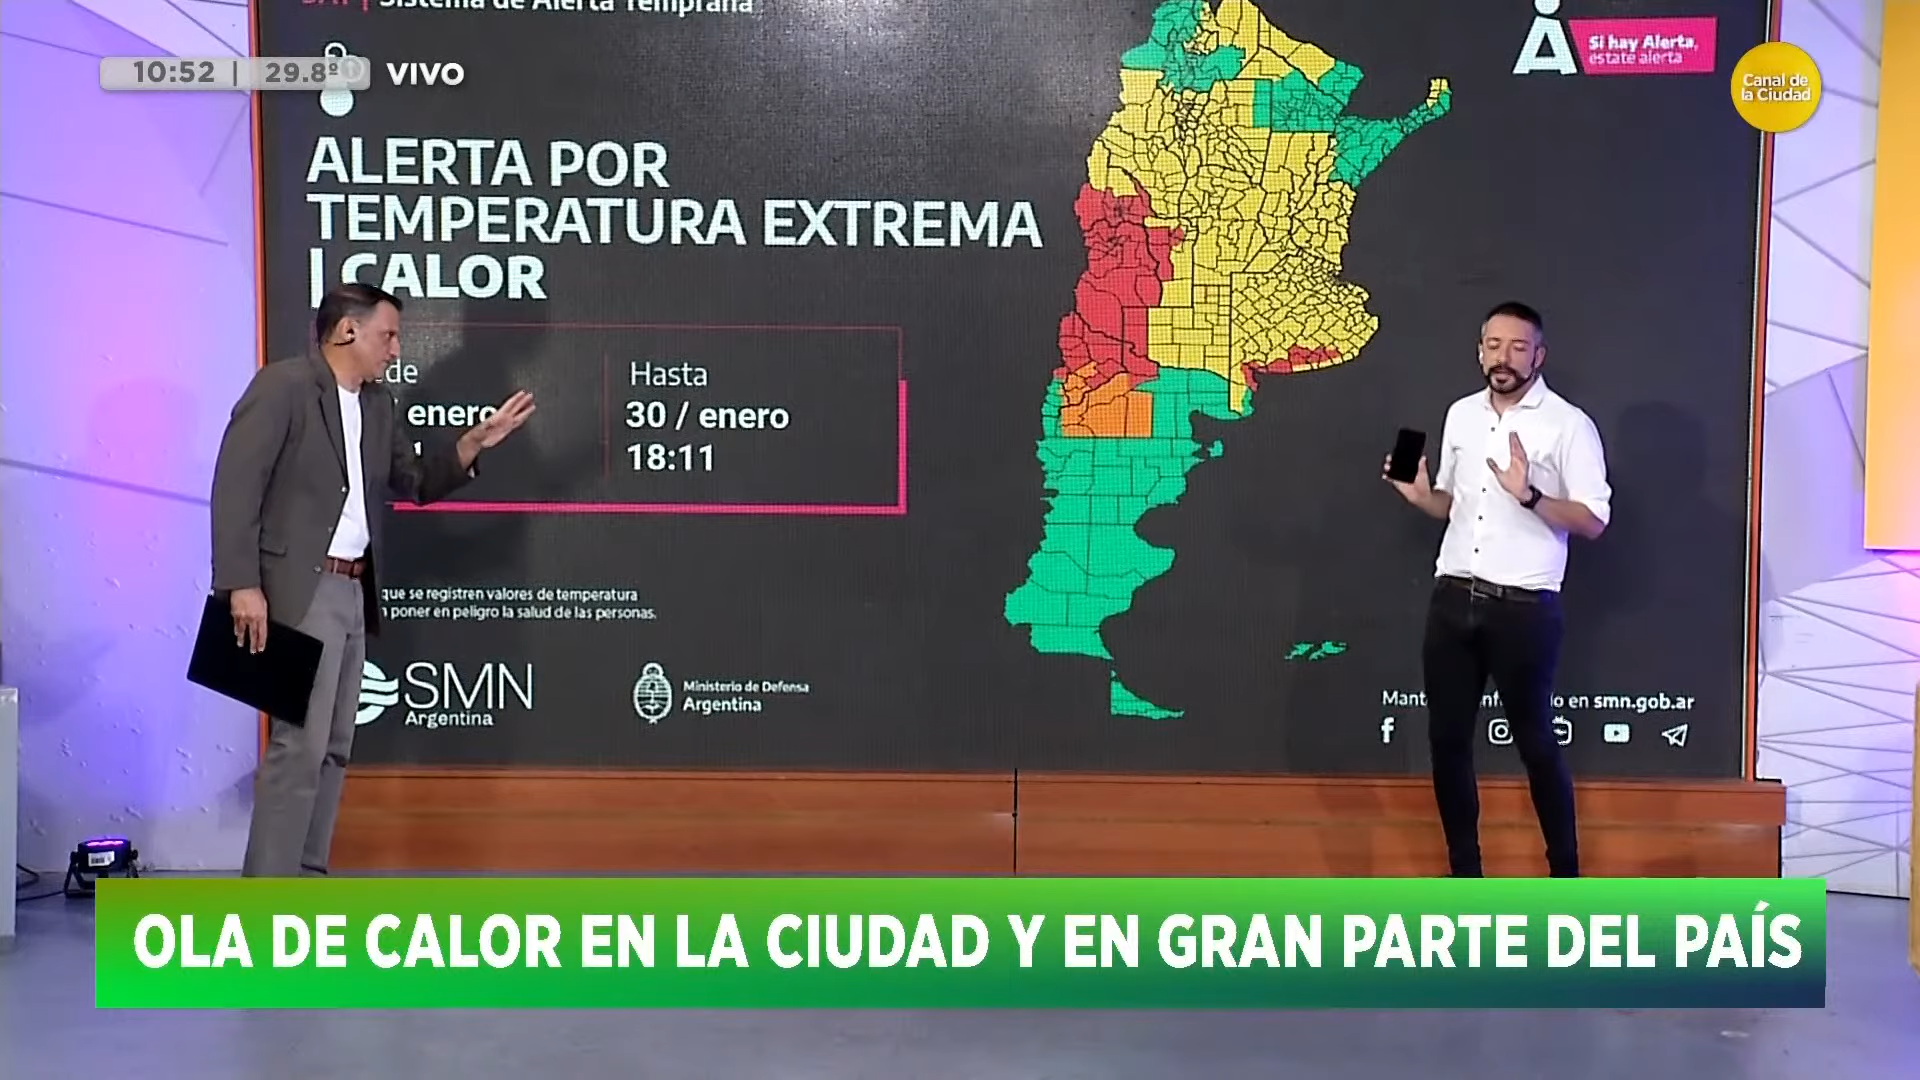 SAT | Sistema de Alerta Temprana
10:52 | 29.8º
VIVO
Si hay Alerta,
estate alerta
Canal de
la Ciudad
ALERTA POR
TEMPERATURA EXTREMA
| CALOR
Hasta
enero
30 / enero
18:11
que se registren valores de temperatura
poner en peligro la salud de las personas.
SMN
Argentina
Ministerio de Defensa
Argentina
en smn.gob.ar
OLA DE CALOR EN LA CIUDAD Y EN GRAN PARTE DEL PAÍS